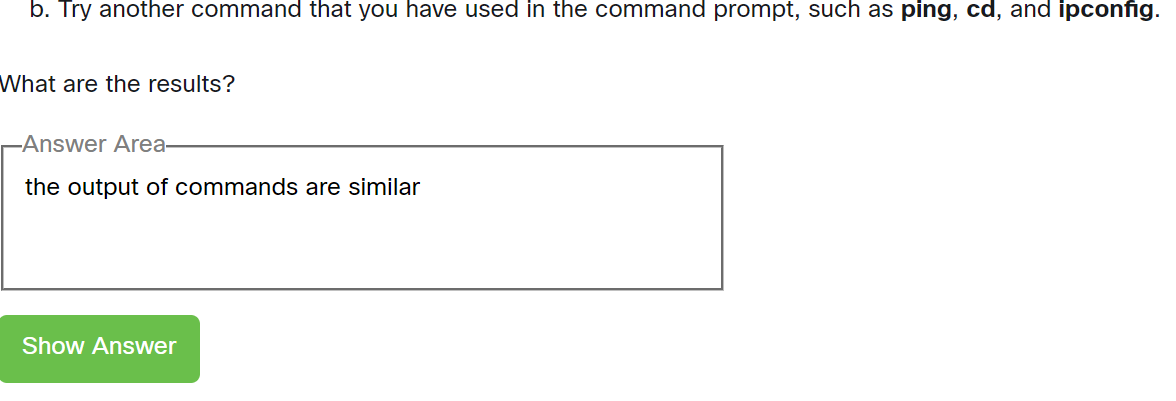 b. Try another command that you have used in the command prompt, such as ping, cd, and ipconfig.
What are the results?
Answer Area
the output of commands are similar
Show Answer